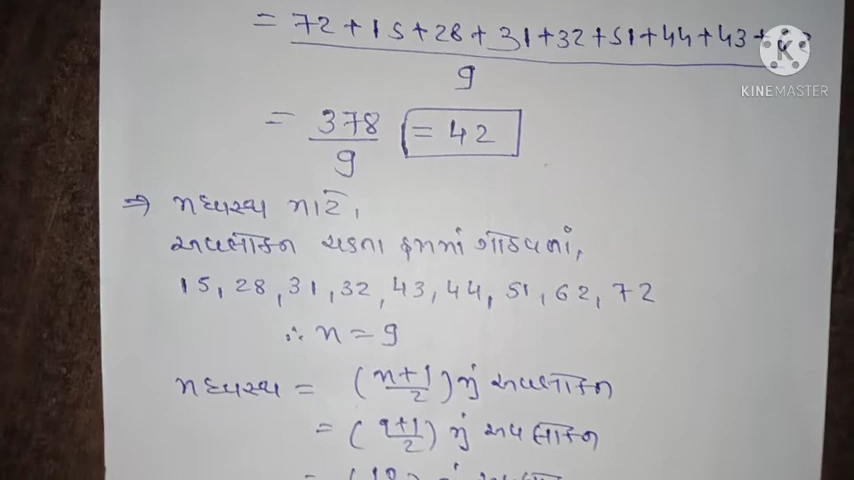 = 72 + 15 + 28 + 31 + 32 + 51 + 44 + 43 +
9
= 378 / 9 = 42
K
KINEMASTER
⇒ મધ્યસ્થ માટે,
અવલોકન ચડતા ક્રમમાં ગોઠવતાં,
15, 28, 31, 32, 43, 44, 51, 62, 72
∴ n = 9
મધ્યસ્થ = (n+1 / 2) મું અવલોકન
= (9+1 / 2) મું અવલોકન